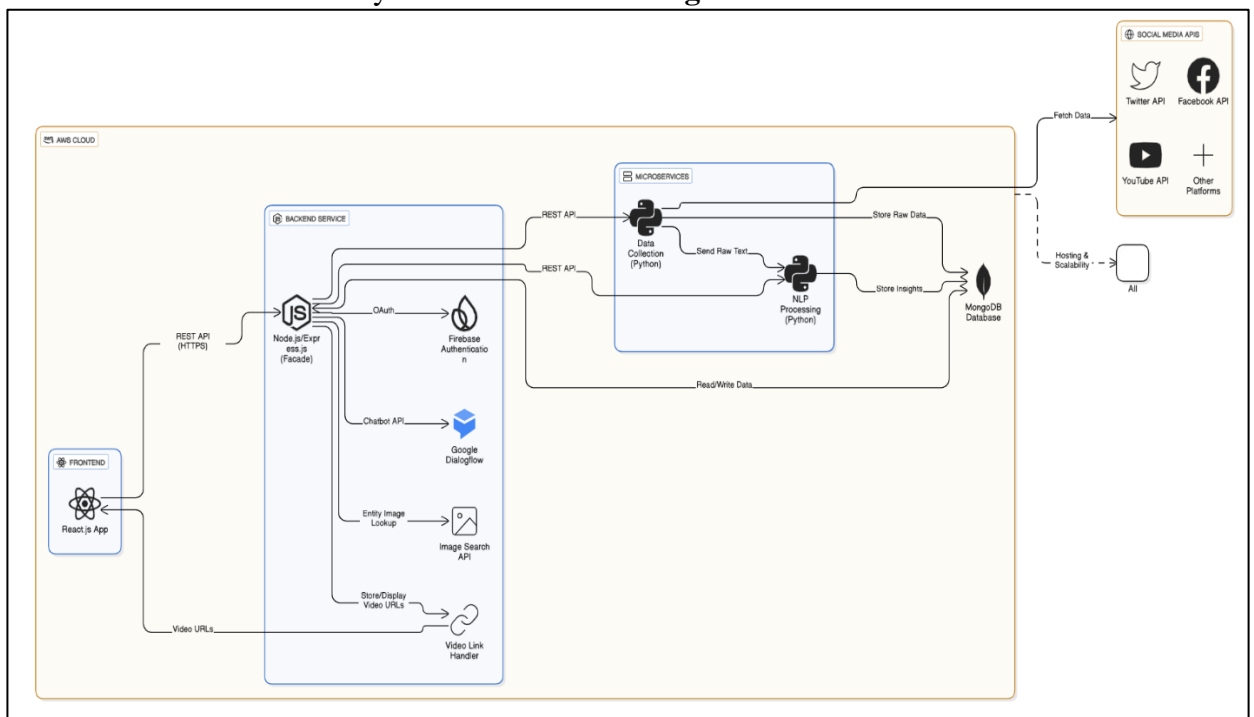 SOCIAL MEDIA APIS
Twitter API
Facebook API
Fetch Data
YouTube API
Other
Platforms
AWS CLOUD
MICROSERVICES
BACKEND SERVICE
REST API
Data
Collection
(Python)
Store Raw Data
Send Raw Text
REST API
NLP
Processing
(Python)
Store Insights
MongoDB
Database
Hosting &
Scalability
All
JS
Node.js/Expr
ess.js
(Facade)
OAuth
Firebase
Authenticatio
n
REST API
(HTTPS)
Read/Write Data
Chatbot API
Google
Dialogflow
FRONTEND
React.js App
Entity Image
Lookup
Image Search
API
Store/Display
Video URLs
Video URLs
Video Link
Handler